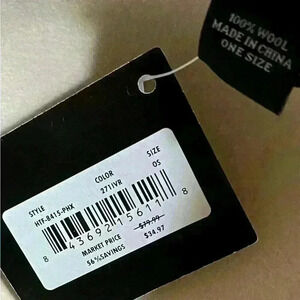 100% WOOL
MADE IN CHINA
ONE SIZE
STYLE COLOR SIZE
HTF-8415-PHX 271IVR OS
8 43692 15611 8
MARKET PRICE $79.99
56%SAVINGS $34.97